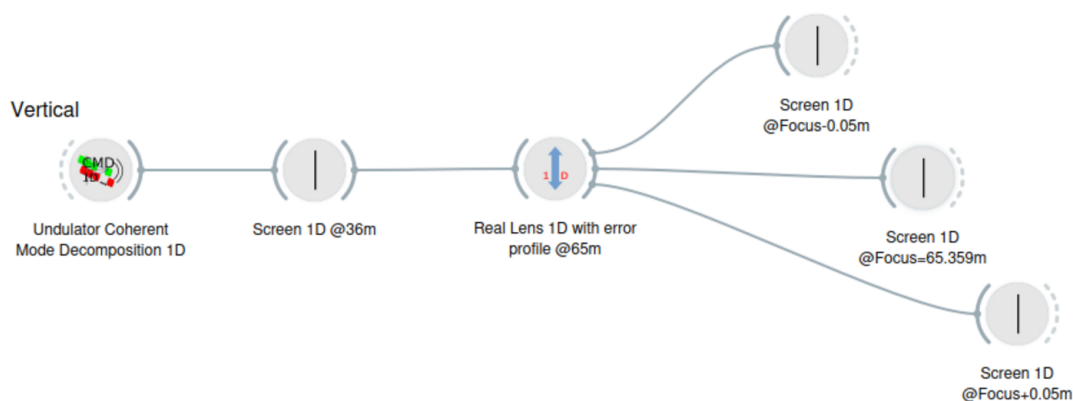 Vertical
CMD
1D
Undulator Coherent
Mode Decomposition 1D
Screen 1D @36m
1 D
Real Lens 1D with error
profile @65m
Screen 1D
@Focus-0.05m
Screen 1D
@Focus=65.359m
Screen 1D
@Focus+0.05m